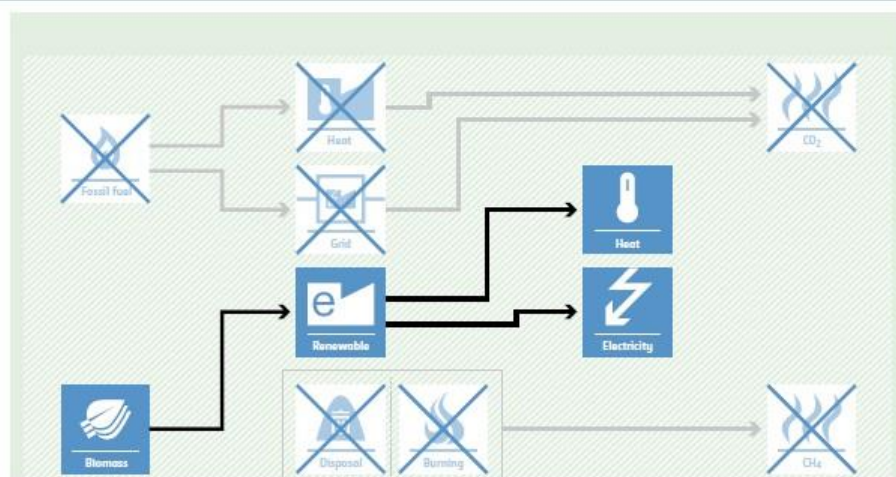 Heat
CO2
Fossil fuel
Grid
Heat
e
Renewable
Electricity
Biomass
Disposal
Burning
CH4